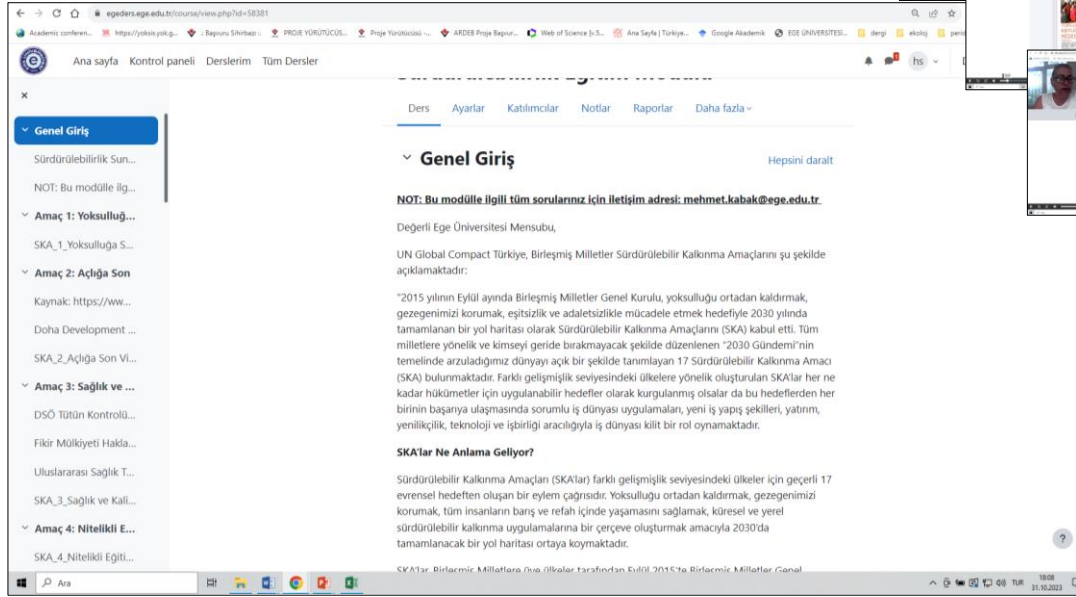 egeders.ege.edu.tr/course/view.php?id=58381
Academic conferen... https://yoksis.yok.g... : Başvuru Sihirbazı :: PROJE YÜRÜTÜCÜS... Proje Yürütücüsü -... ARDEB Proje Başvur... Web of Science [v.5... Ana Sayfa | Türkiye... Google Akademik EGE ÜNİVERSİTESİ... dergi ekoloj
Ana sayfa Kontrol paneli Derslerim Tüm Dersler hs
Ders Ayarlar Katılımcılar Notlar Raporlar Daha fazla
Genel Giriş
Sürdürülebilirlik Sun...
NOT: Bu modülle ilg...
Amaç 1: Yoksulluğ...
SKA_1_Yoksulluğa S...
Amaç 2: Açlığa Son
Kaynak: https://ww...
Doha Development ...
SKA_2_Açlığa Son Vi...
Amaç 3: Sağlık ve ...
DSÖ Tütün Kontrolü...
Fikir Mülkiyeti Hakla...
Uluslararası Sağlık T...
SKA_3_Sağlık ve Kali...
Amaç 4: Nitelikli E...
SKA_4_Nitelikli Eğiti...
Genel Giriş Hepsini daralt
NOT: Bu modülle ilgili tüm sorularınız için iletişim adresi: mehmet.kabak@ege.edu.tr
Değerli Ege Üniversitesi Mensubu,
UN Global Compact Türkiye, Birleşmiş Milletler Sürdürülebilir Kalkınma Amaçlarını şu şekilde
açıklamaktadır:
"2015 yılının Eylül ayında Birleşmiş Milletler Genel Kurulu, yoksulluğu ortadan kaldırmak,
gezegenimizi korumak, eşitsizlik ve adaletsizlikle mücadele etmek hedefiyle 2030 yılında
tamamlanan bir yol haritası olarak Sürdürülebilir Kalkınma Amaçlarını (SKA) kabul etti. Tüm
milletlere yönelik ve kimseyi geride bırakmayacak şekilde düzenlenen "2030 Gündemi"nin
temelinde arzuladığımız dünyayı açık bir şekilde tanımlayan 17 Sürdürülebilir Kalkınma Amacı
(SKA) bulunmaktadır. Farklı gelişmişlik seviyesindeki ülkelere yönelik oluşturulan SKA'lar her ne
kadar hükümetler için uygulanabilir hedefler olarak kurgulanmış olsalar da bu hedeflerden her
birinin başarıya ulaşmasında sorumlu iş dünyası uygulamaları, yeni iş yapış şekilleri, yatırım,
yenilikçilik, teknoloji ve işbirliği aracılığıyla iş dünyası kilit bir rol oynamaktadır.
SKA'lar Ne Anlama Geliyor?
Sürdürülebilir Kalkınma Amaçları (SKA'lar) farklı gelişmişlik seviyesindeki ülkeler için geçerli 17
evrensel hedeften oluşan bir eylem çağrısıdır. Yoksulluğu ortadan kaldırmak, gezegenimizi
korumak, tüm insanların barış ve refah içinde yaşamasını sağlamak, küresel ve yerel
sürdürülebilir kalkınma uygulamalarına bir çerçeve oluşturmak amacıyla 2030'da
tamamlanacak bir yol haritası ortaya koymaktadır.
SKA'lar, Birleşmiş Milletlere üye ülkeler tarafından Eylül 2015'te Birleşmiş Milletler Genel
?
Ara TUR 18:08
31.10.2023